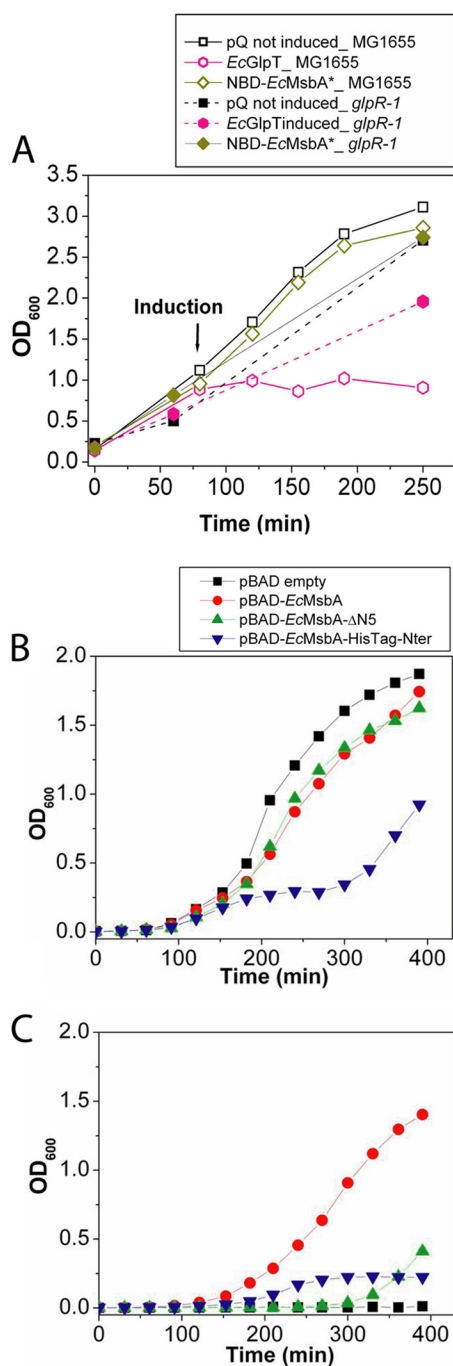 pQ not induced_ MG1655
EcGlpT_ MG1655
NBD-EcMsbA*_ MG1655
pQ not induced_ glpR-1
EcGlpTinduced_ glpR-1
NBD-EcMsbA*_ glpR-1
A
3.5
3.0
2.5
2.0
1.5
1.0
0.5
0.0
OD600
Induction
0 50 100 150 200 250
Time (min)
pBAD empty
pBAD-EcMsbA
pBAD-EcMsbA-ΔN5
pBAD-EcMsbA-HisTag-Nter
B
2.0
1.5
1.0
0.5
0.0
OD600
0 100 200 300 400
Time (min)
C
2.0
1.5
1.0
0.5
0.0
OD600
0 100 200 300 400
Time (min)